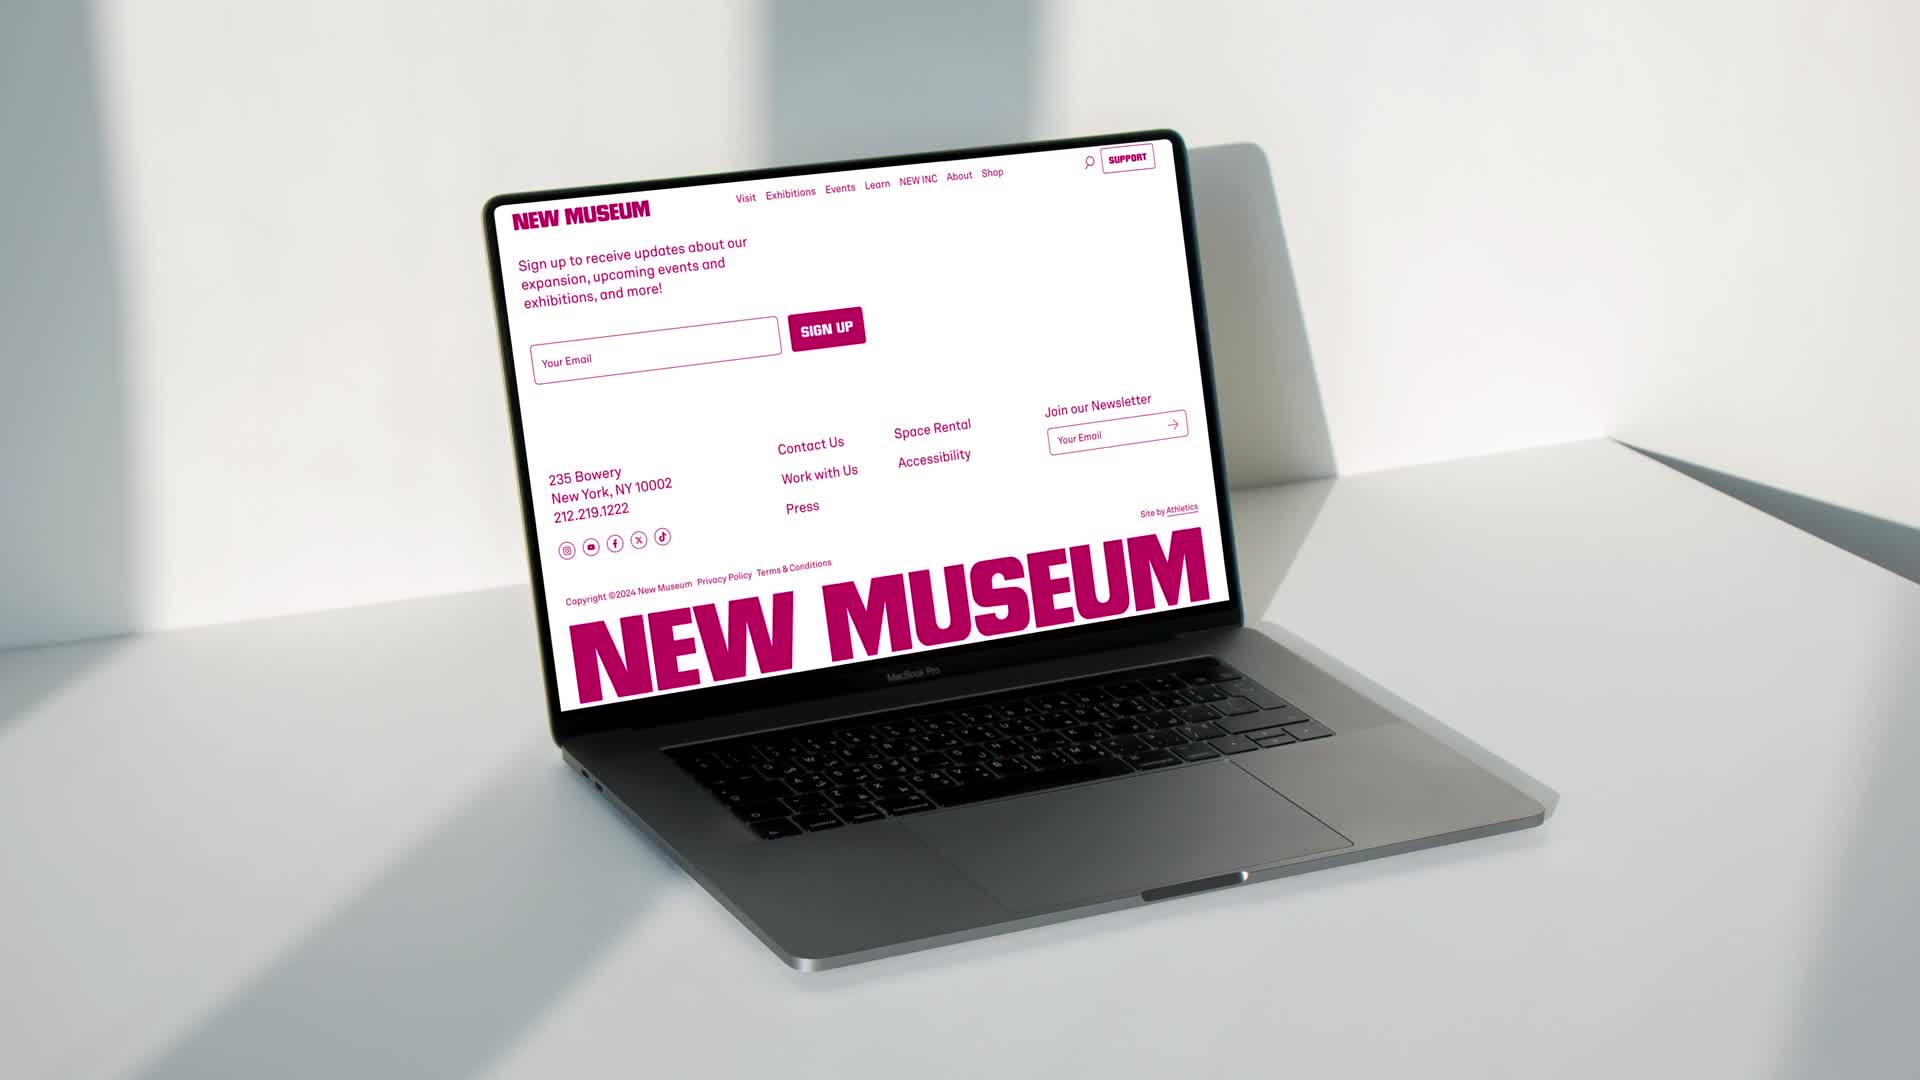 NEW MUSEUM
Visit Exhibitions Events Learn NEW INC About Shop
SUPPORT
Sign up to receive updates about our
expansion, upcoming events and
exhibitions, and more!
Your Email
SIGN UP
235 Bowery
New York, NY 10002
212.219.1222
Contact Us
Work with Us
Press
Space Rental
Accessibility
Join our Newsletter
Your Email
Site by Athletics
Copyright ©2024 New Museum Privacy Policy Terms & Conditions
NEW MUSEUM
MacBook Pro